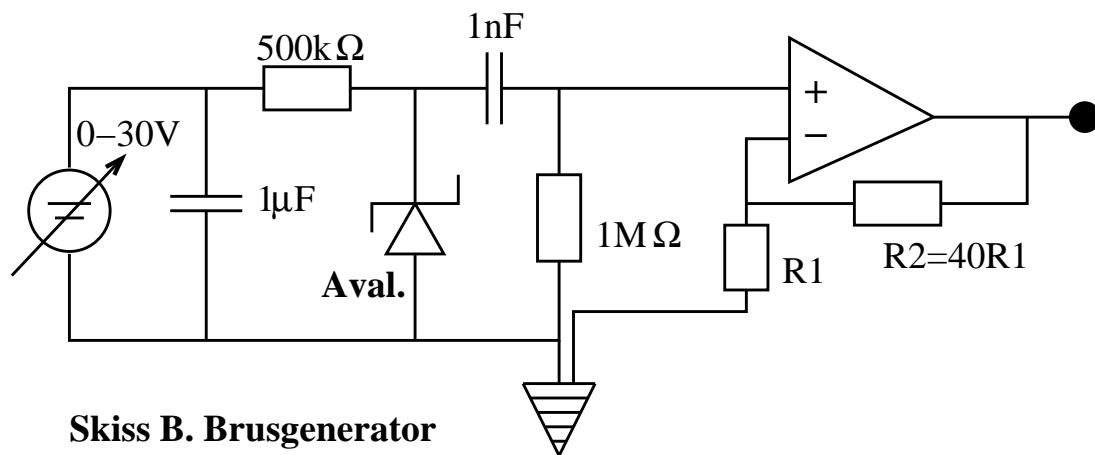 1nF
500kΩ
0–30V
+
−
1µF
1MΩ
R2=40R1
R1
Aval.
Skiss B. Brusgenerator